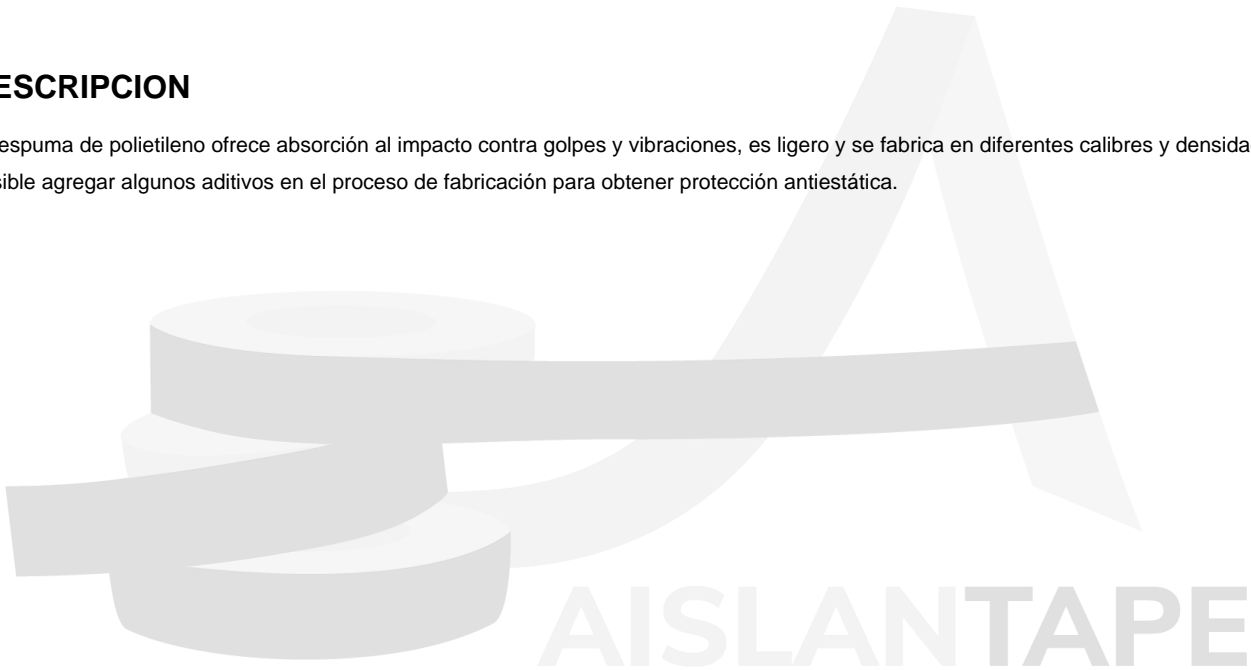 ESCRIPCION
espuma de polietileno ofrece absorción al impacto contra golpes y vibraciones, es ligero y se fabrica en diferentes calibres y densida
sible agregar algunos aditivos en el proceso de fabricación para obtener protección antiestática.
AISLANTAPE